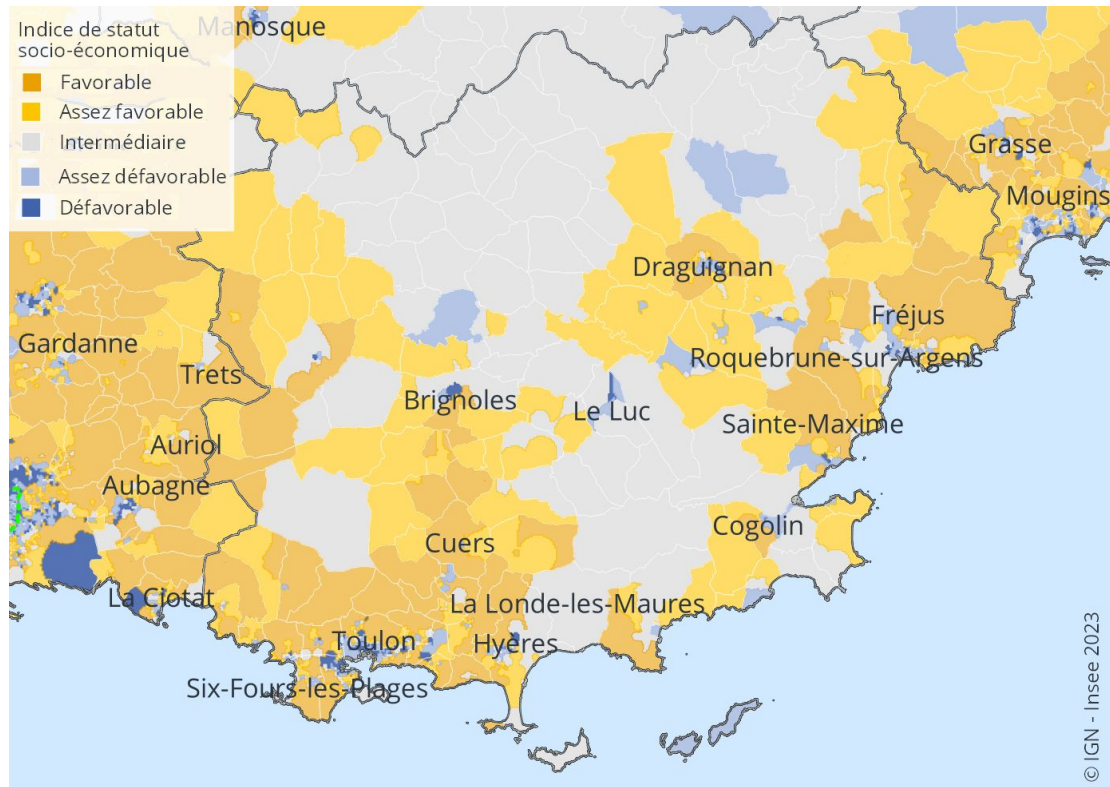 Indice de statut
socio-économique
Favorable
Assez favorable
Intermédiaire
Assez défavorable
Défavorable
Manosque
Grasse
Mougins
Draguignan
Fréjus
Gardanne
Roquebrune-sur-Argens
Trets
Brignoles
Le Luc
Sainte-Maxime
Auriol
Aubagne
Cogolin
Cuers
La Ciotat
La Londe-les-Maures
Toulon
Hyères
Six-Fours-les-Plages
© IGN - Insee 2023